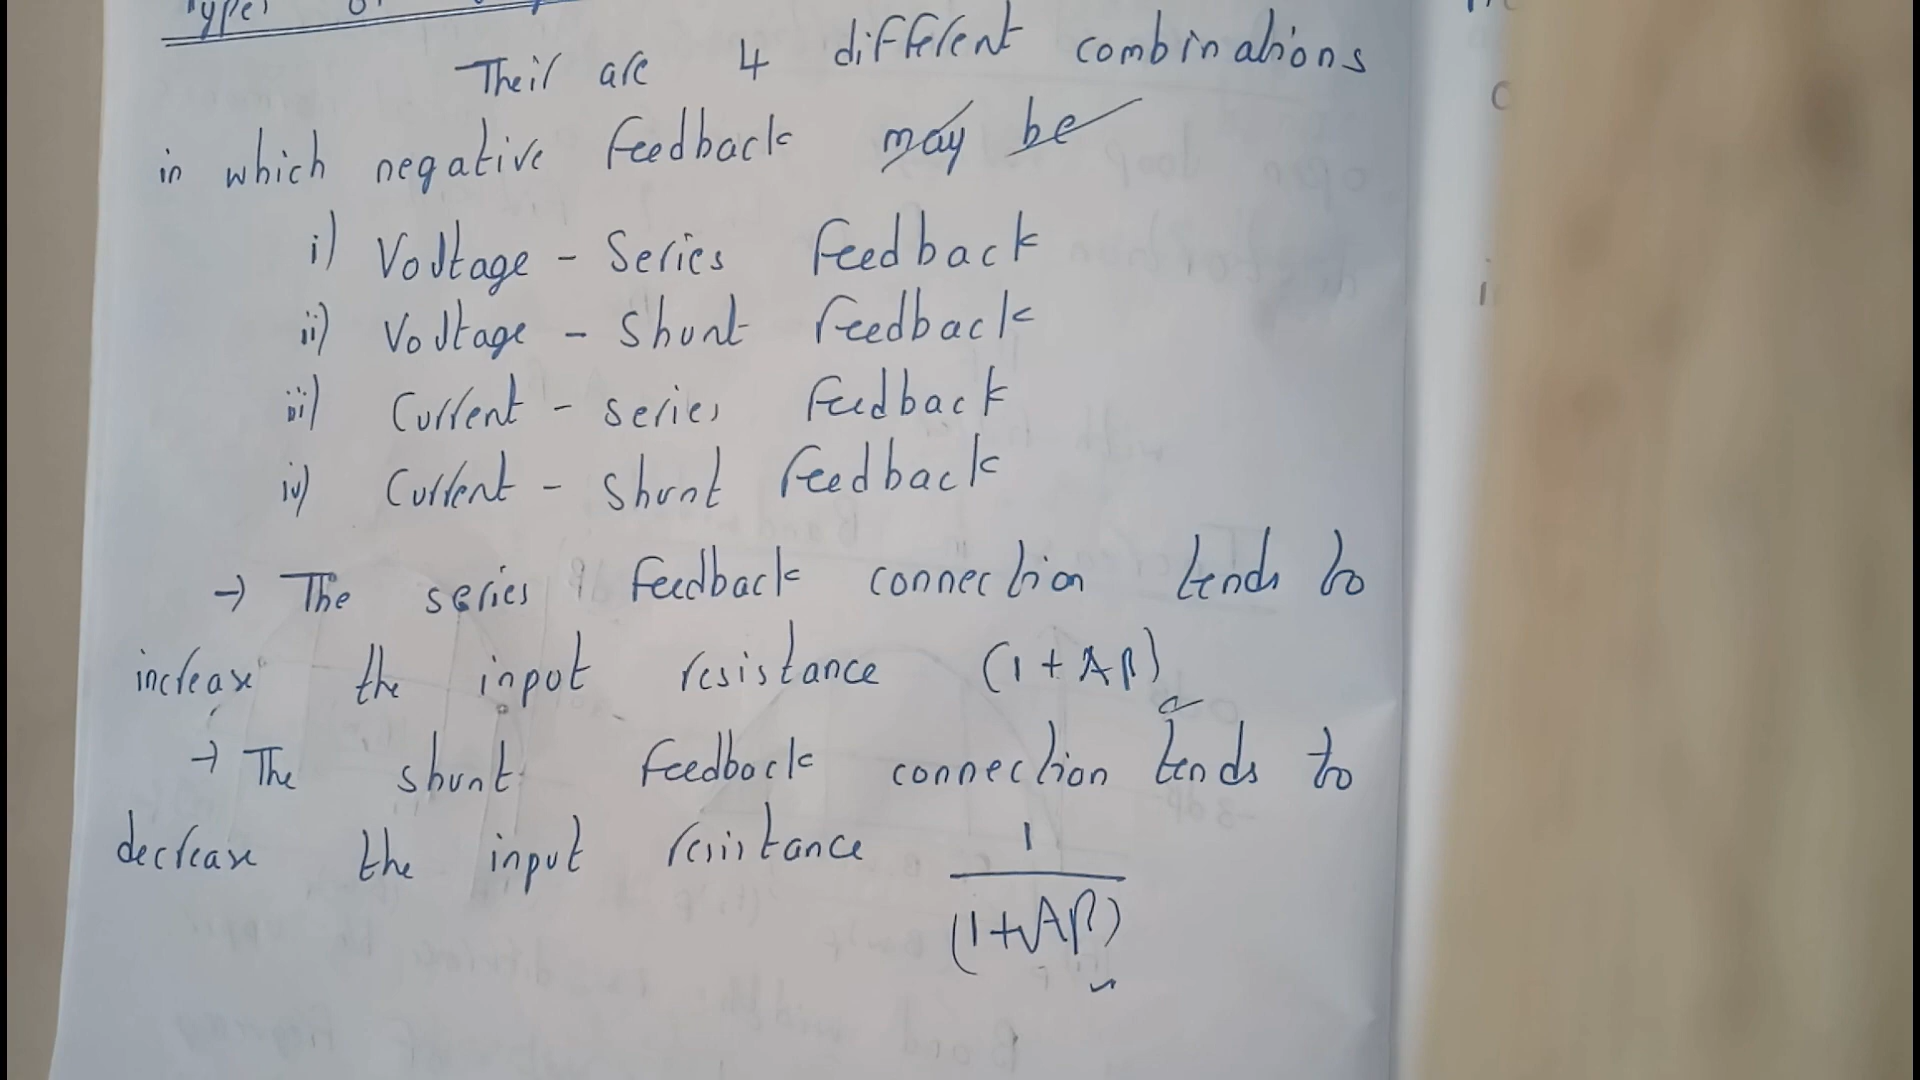 Their are 4 different combinations
in which negative feedback may be
i) Voltage - Series feedback
ii) Voltage - Shunt feedback
iii) Current - series feedback
iv) Current - Shunt feedback
→ The series feedback connection tends to
increase the input resistance (1 + Aβ)
→ The shunt feedback connection tends to
decrease the input resistance 1
(1+Aβ)